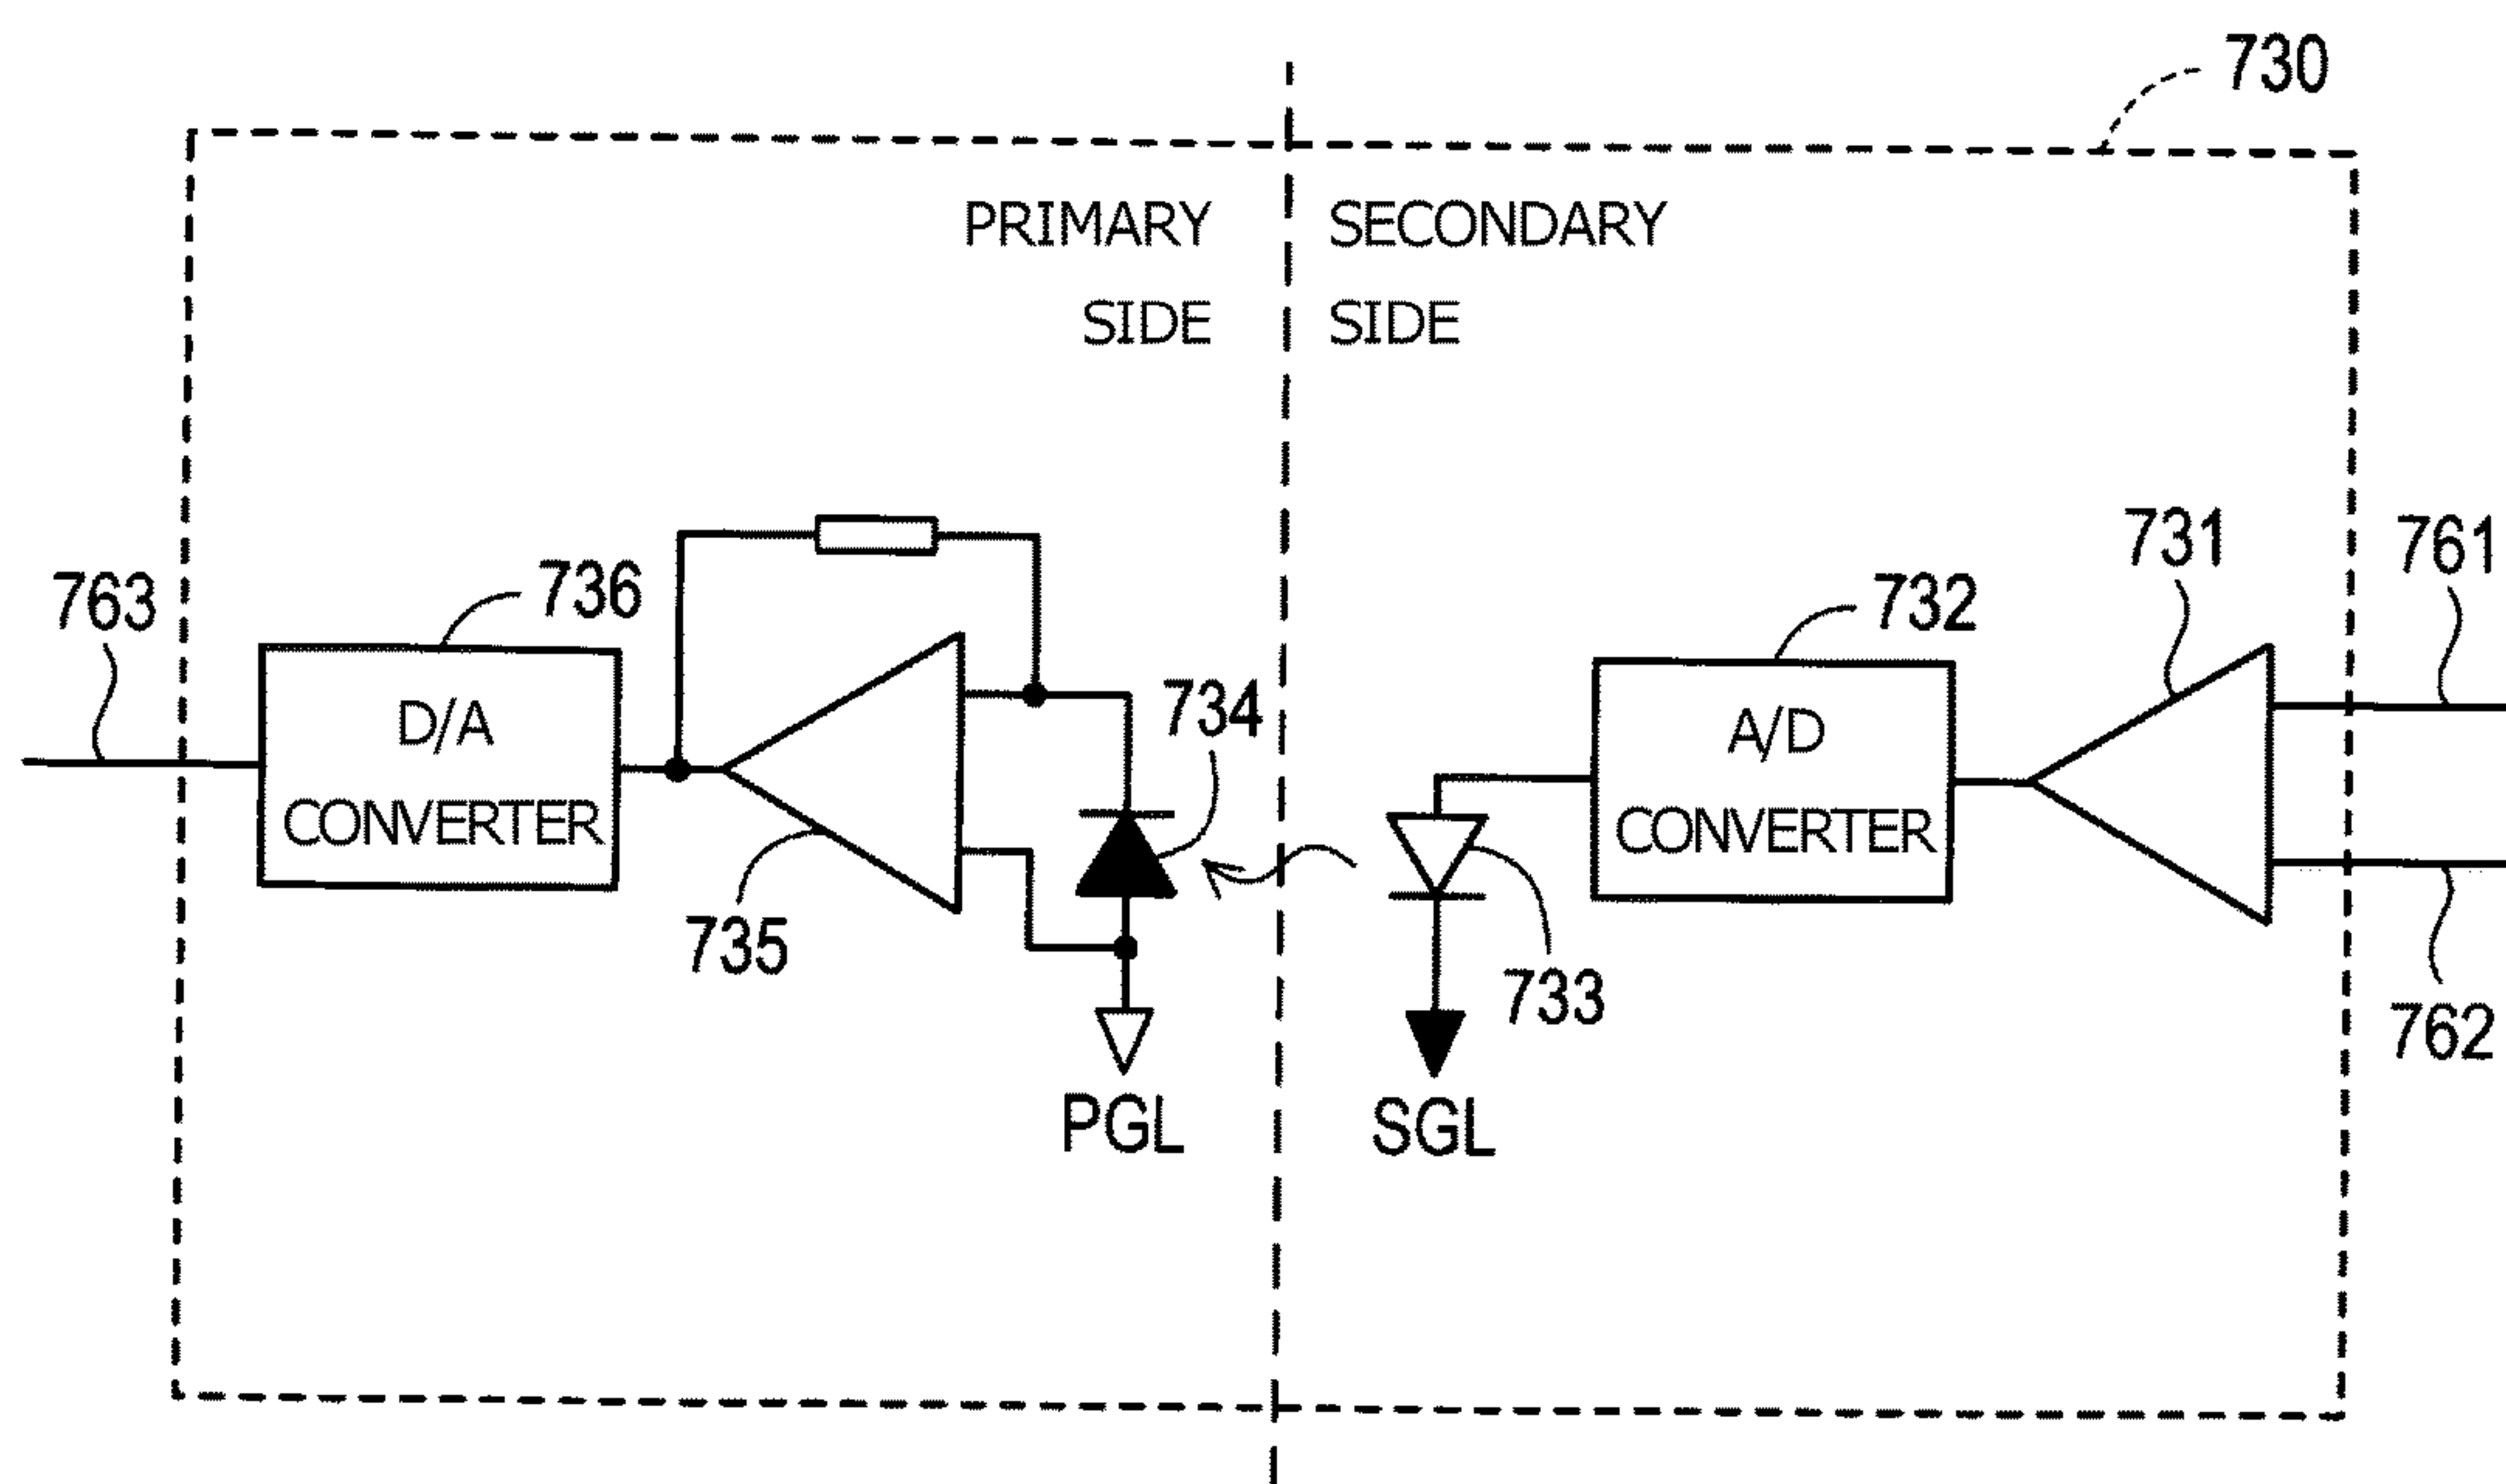 730
PRIMARY
SIDE
SECONDARY
SIDE
763
736
D/A
CONVERTER
735
734
PGL
733
SGL
732
A/D
CONVERTER
731
761
762